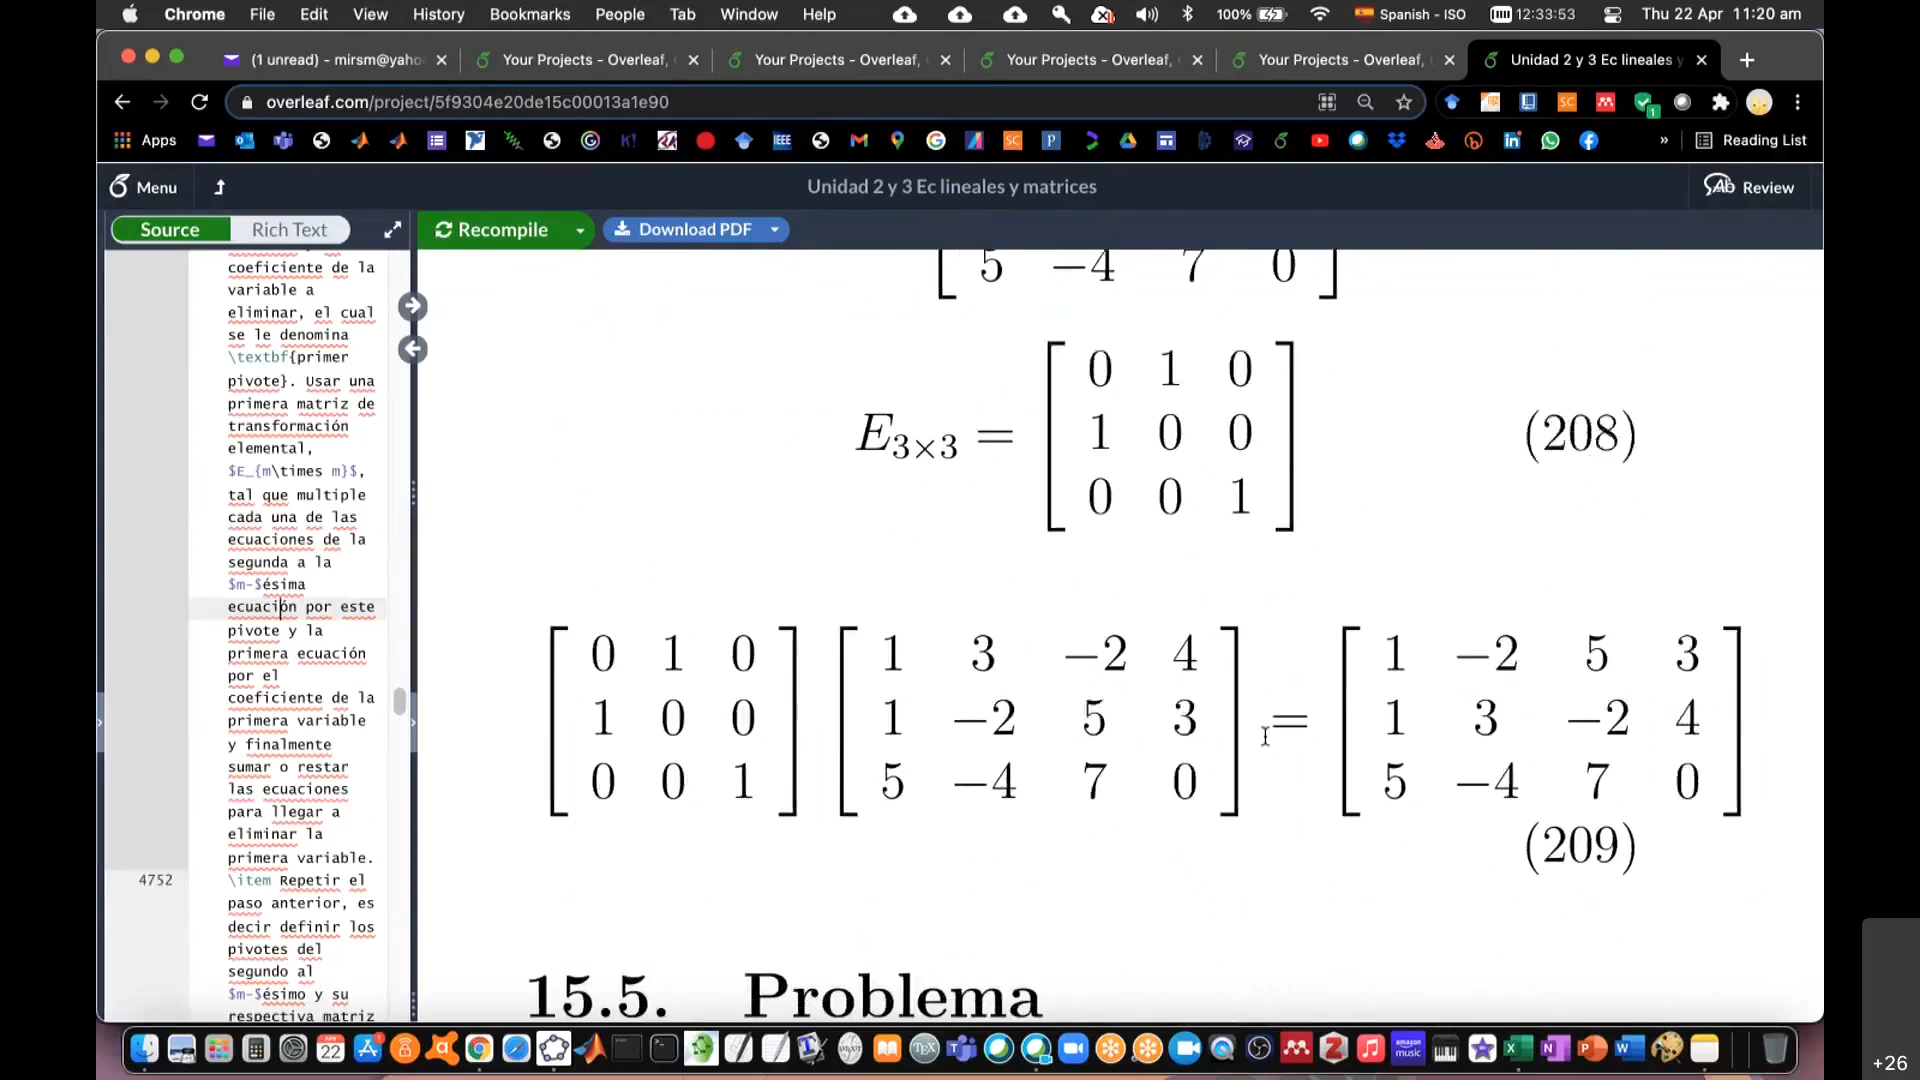 Chrome File Edit View History Bookmarks People Tab Window Help 100% Spanish - ISO 12:33:53 Thu 22 Apr 11:20 am
(1 unread) - mirsm@yaho Your Projects - Overleaf, Your Projects - Overleaf, Your Projects - Overleaf, Your Projects - Overleaf, Unidad 2 y 3 Ec lineales y
overleaf.com/project/5f9304e20de15c00013a1e90
Apps Reading List
Menu Unidad 2 y 3 Ec lineales y matrices Review
Source Rich Text Recompile Download PDF
coeficiente de la
variable a
eliminar, el cual
se le denomina
\textbf{primer
pivote}. Usar una
primera matriz de
transformación
elemental,
$E_{m\times m}$,
tal que multiple
cada una de las
ecuaciones de la
segunda a la
$m-$ésima
ecuación por este
pivote y la
primera ecuación
por el
coeficiente de la
primera variable
y finalmente
sumar o restar
las ecuaciones
para llegar a
eliminar la
primera variable.
4752 \item Repetir el
paso anterior, es
decir definir los
pivotes del
segundo al
$m-$ésimo y su
respectiva matriz
5 −4 7 0
0 1 0
E3×3 = 1 0 0 (208)
0 0 1
0 1 0 1 3 −2 4 1 −2 5 3
1 0 0 1 −2 5 3 = 1 3 −2 4
0 0 1 5 −4 7 0 5 −4 7 0
(209)
15.5. Problema
+26